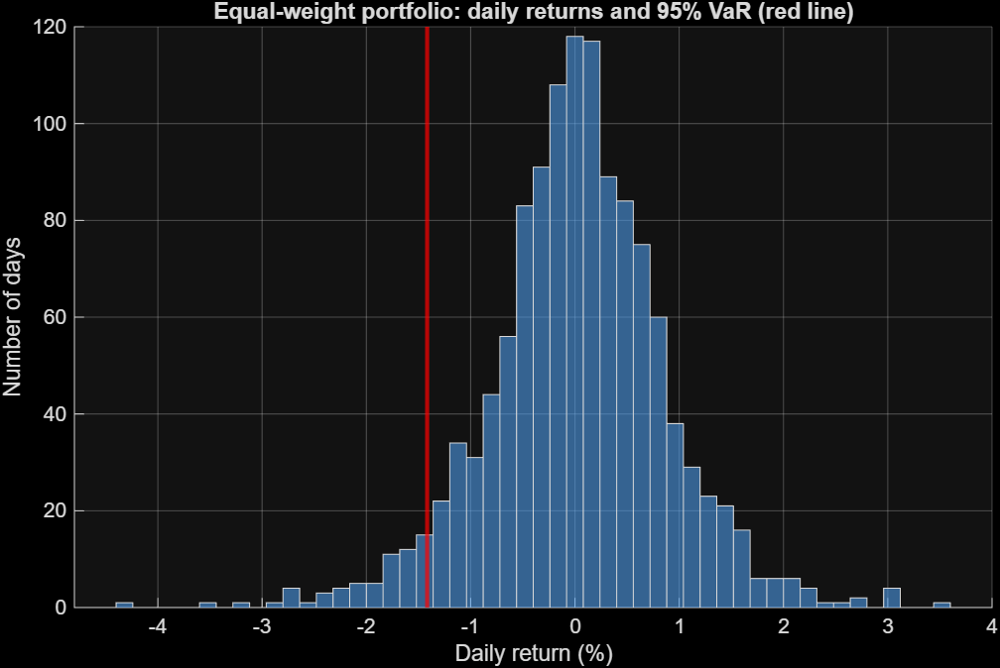 Equal-weight portfolio: daily returns and 95% VaR (red line)
120
100
80
60
40
20
0
Number of days
-4 -3 -2 -1 0 1 2 3 4
Daily return (%)